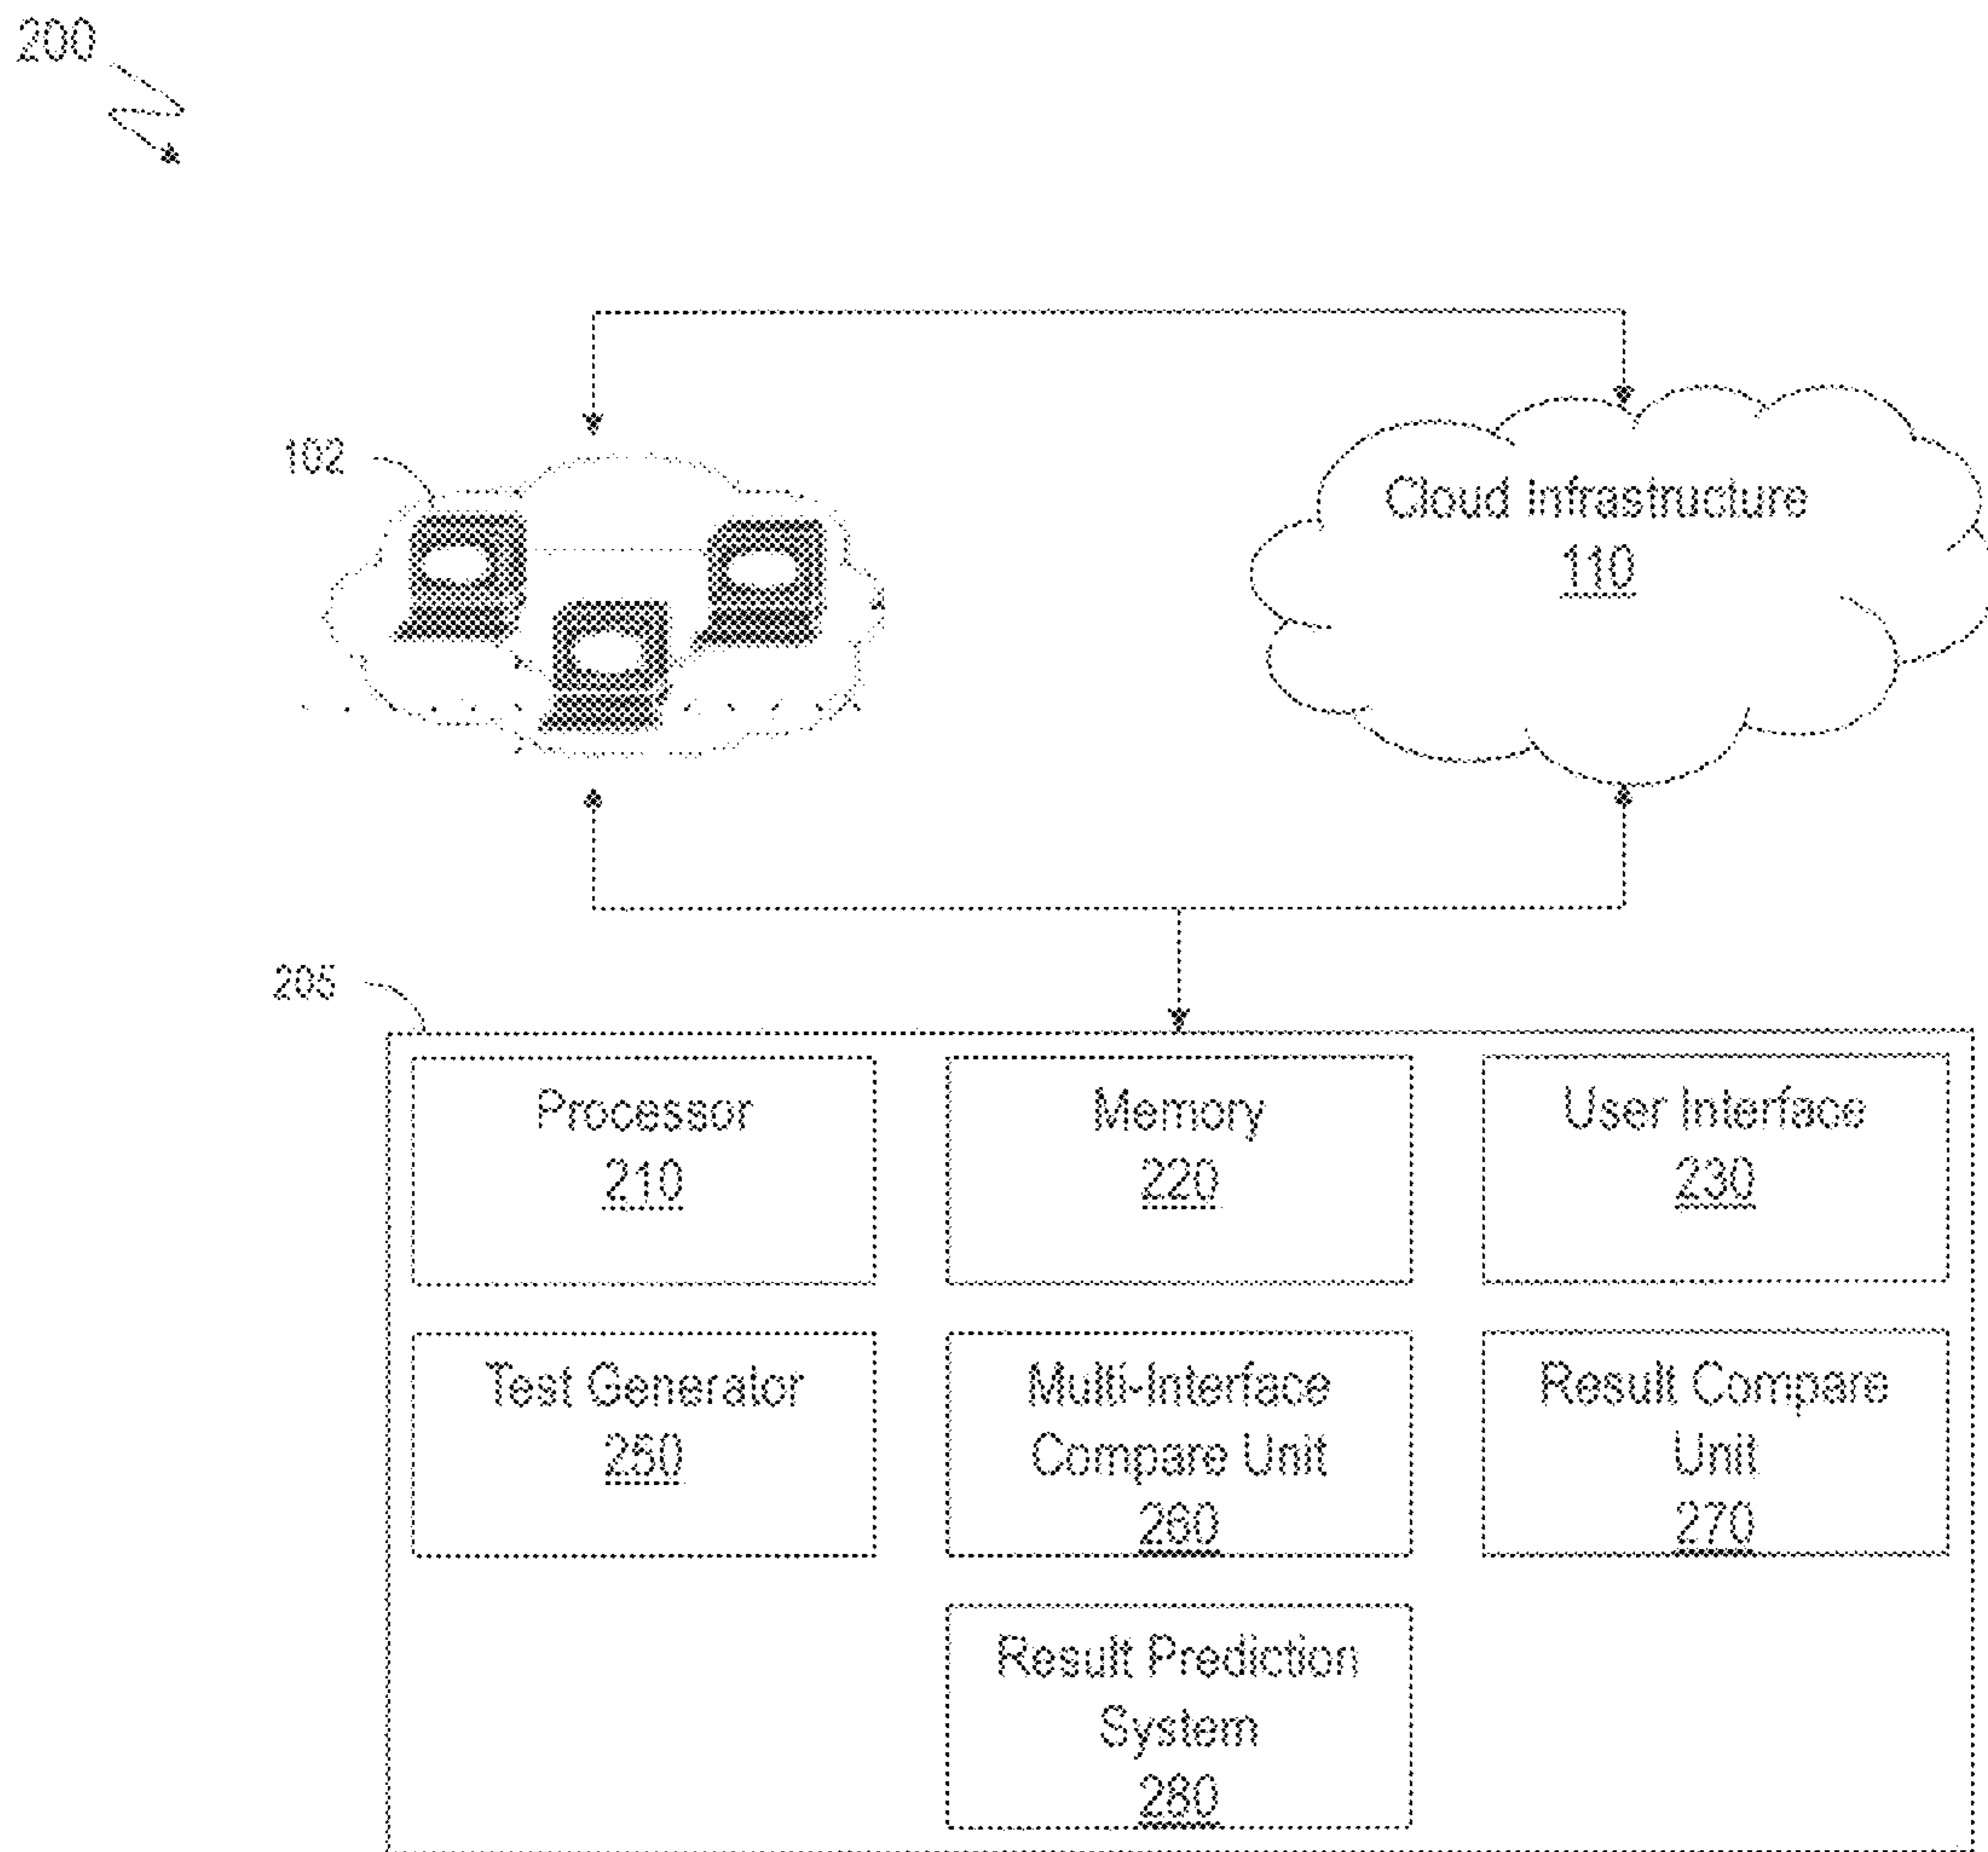 200
102
Cloud Infrastructure
110
205
Processor
210
Memory
220
User Interface
230
Test Generator
250
Multi-Interface
Compare Unit
260
Result Compare
Unit
270
Result Prediction
System
280